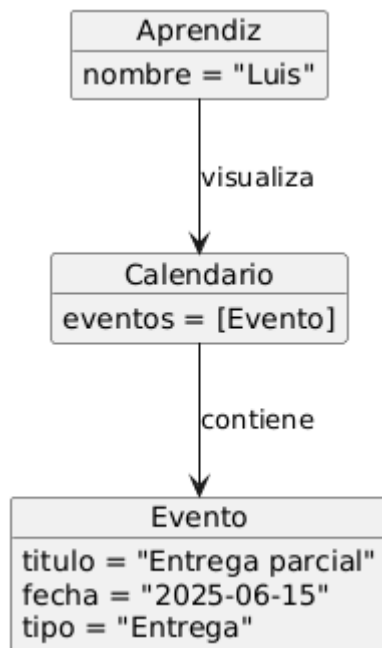 Aprendiz
nombre = "Luis"
visualiza
Calendario
eventos = [Evento]
contiene
Evento
titulo = "Entrega parcial"
fecha = "2025-06-15"
tipo = "Entrega"